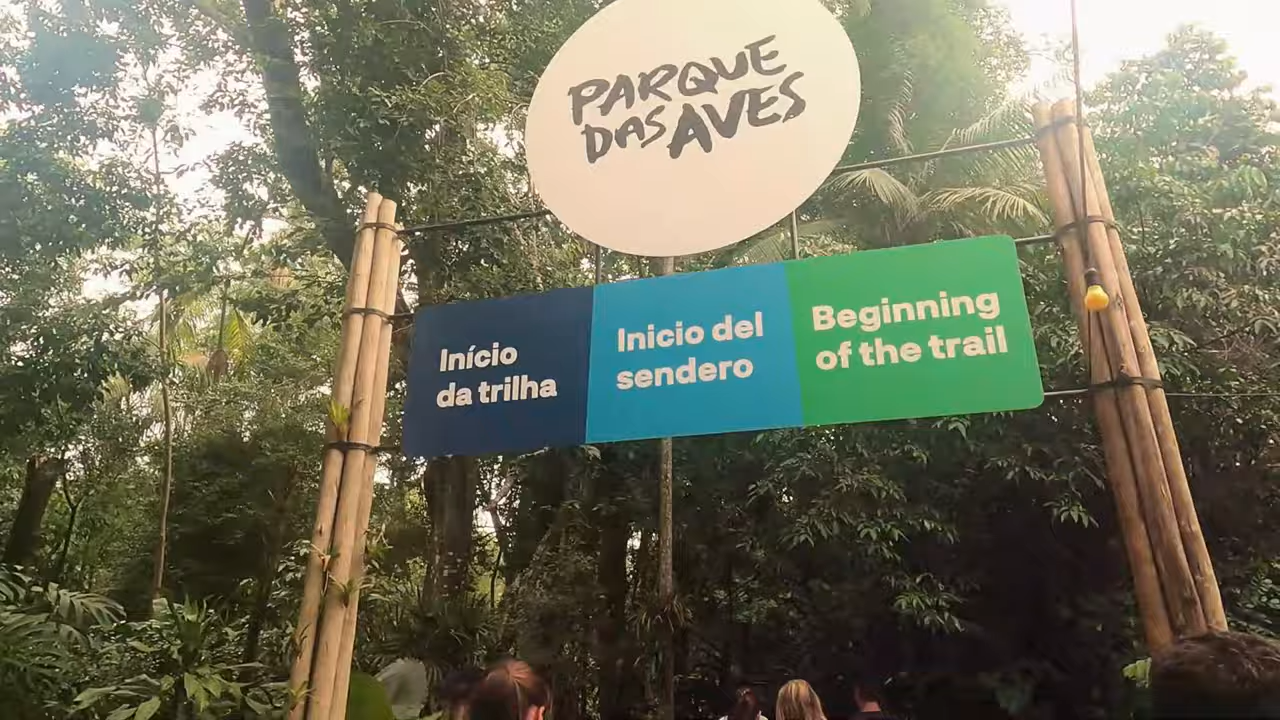 PARQUE
DAS AVES
Início
da trilha
Inicio del
sendero
Beginning
of the trail